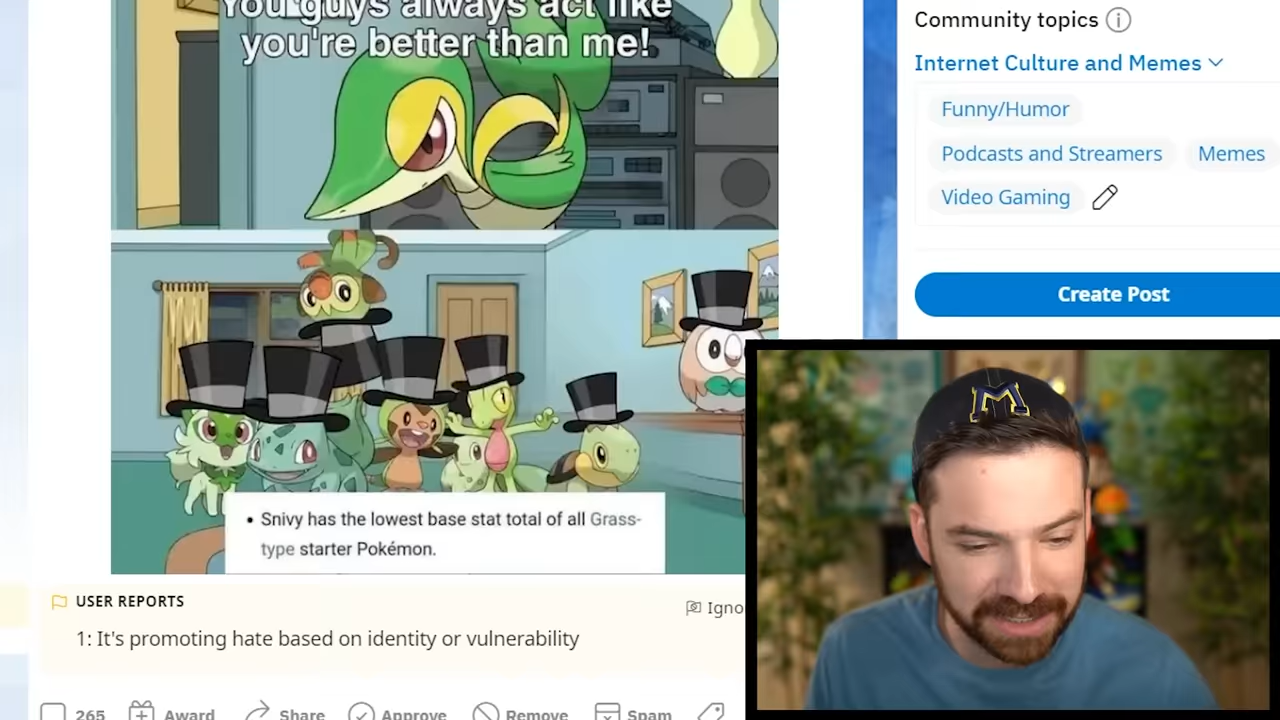 You guys always act like
you're better than me!
• Snivy has the lowest base stat total of all Grass-
type starter Pokémon.
USER REPORTS
Igno
1: It's promoting hate based on identity or vulnerability
265
Award
Share
Approve
Remove
Spam
Community topics
Internet Culture and Memes
Funny/Humor
Podcasts and Streamers
Memes
Video Gaming
Create Post
M